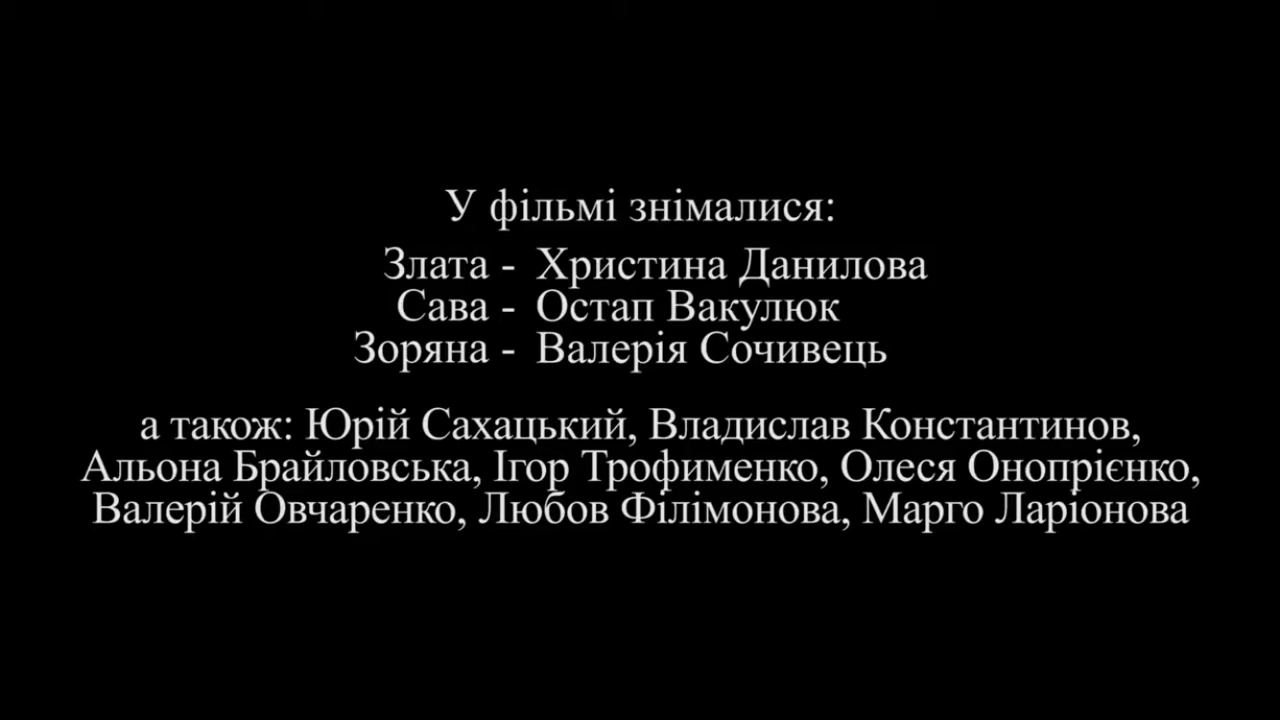 У фільмі знімалися:
Злата - Христина Данилова
Сава - Остап Вакулюк
Зоряна - Валерія Сочивець
а також: Юрій Сахацький, Владислав Константинов,
Альона Брайловська, Ігор Трофименко, Олеся Онопрієнко,
Валерій Овчаренко, Любов Філімонова, Марго Ларіонова